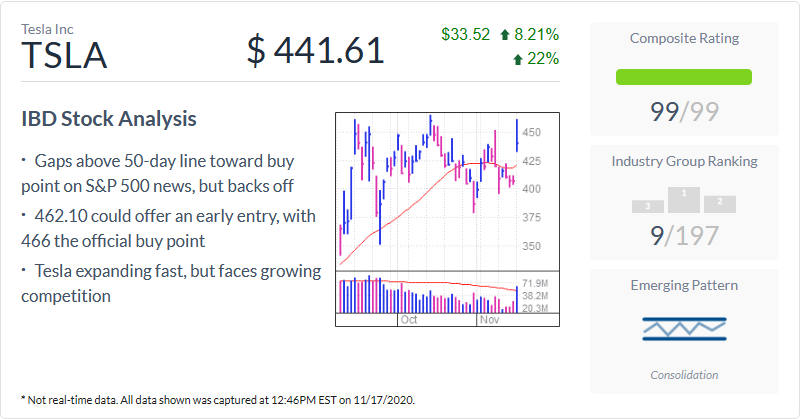 Tesla Inc
TSLA
$ 441.61
$33.52 8.21%
22%
IBD Stock Analysis
· Gaps above 50-day line toward buy
point on S&P 500 news, but backs off
· 462.10 could offer an early entry, with
466 the official buy point
· Tesla expanding fast, but faces growing
competition
450
425
400
375
350
71.9M
38.2M
20.3M
Oct Nov
Composite Rating
99/99
Industry Group Ranking
3 1 2
9/197
Emerging Pattern
Consolidation
* Not real-time data. All data shown was captured at 12:46PM EST on 11/17/2020.